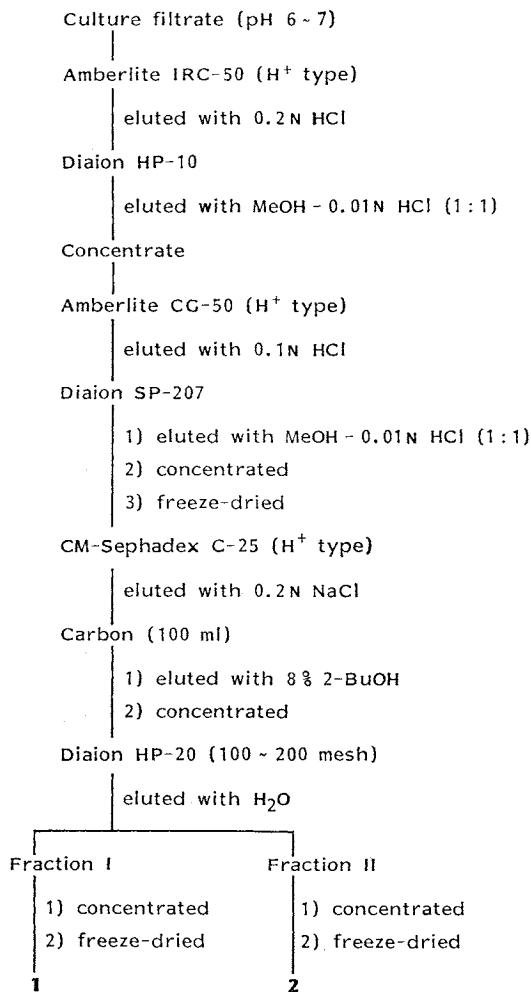 Culture filtrate (pH 6 ~ 7)
Amberlite IRC-50 (H⁺ type)
eluted with 0.2N HCl
Diaion HP-10
eluted with MeOH - 0.01N HCl (1:1)
Concentrate
Amberlite CG-50 (H⁺ type)
eluted with 0.1N HCl
Diaion SP-207
1) eluted with MeOH - 0.01N HCl (1:1)
2) concentrated
3) freeze-dried
CM-Sephadex C-25 (H⁺ type)
eluted with 0.2N NaCl
Carbon (100 ml)
1) eluted with 8% 2-BuOH
2) concentrated
Diaion HP-20 (100 ~ 200 mesh)
eluted with H₂O
Fraction I
1) concentrated
2) freeze-dried
1
Fraction II
1) concentrated
2) freeze-dried
2